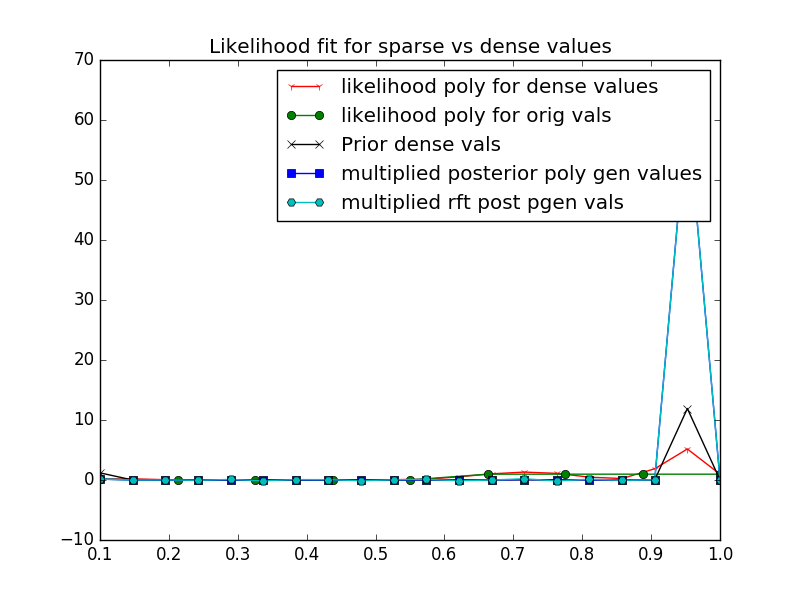 Likelihood fit for sparse vs dense values
likelihood poly for dense values
likelihood poly for orig vals
Prior dense vals
multiplied posterior poly gen values
multiplied rft post pgen vals
70
60
50
40
30
20
10
0
−10
0.1 0.2 0.3 0.4 0.5 0.6 0.7 0.8 0.9 1.0